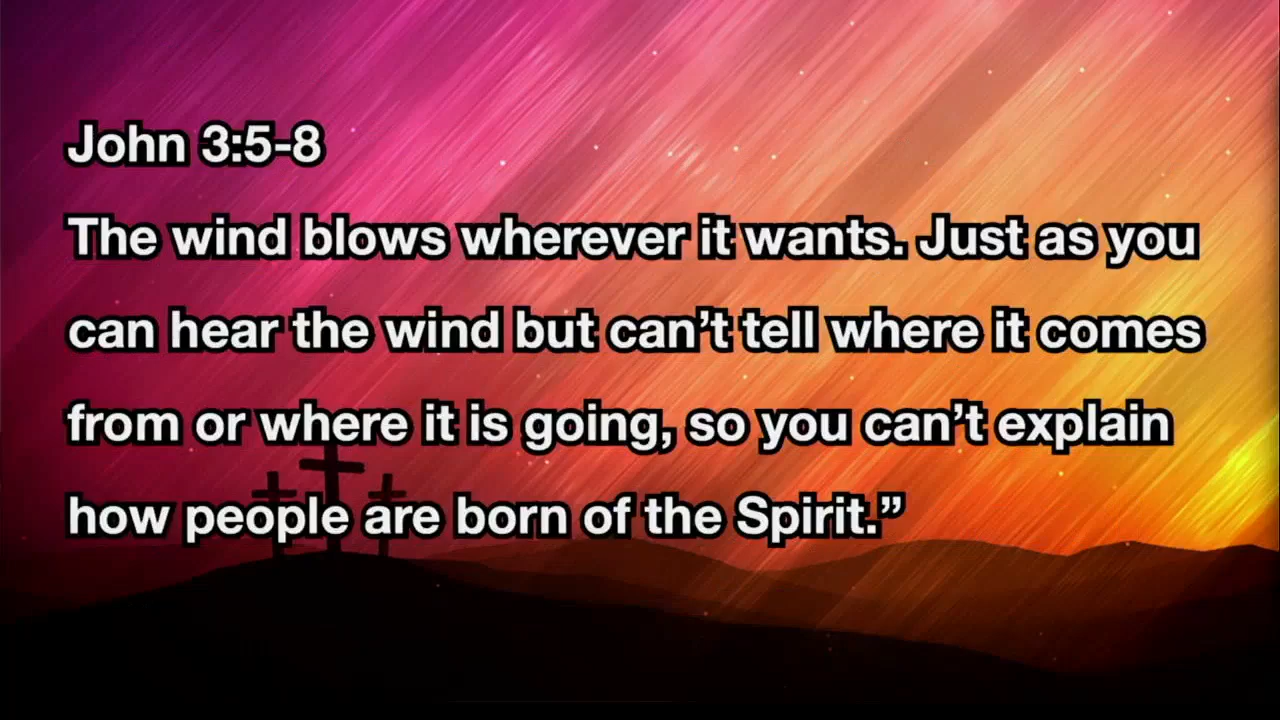 John 3:5-8
The wind blows wherever it wants. Just as you
can hear the wind but can’t tell where it comes
from or where it is going, so you can’t explain
how people are born of the Spirit.”